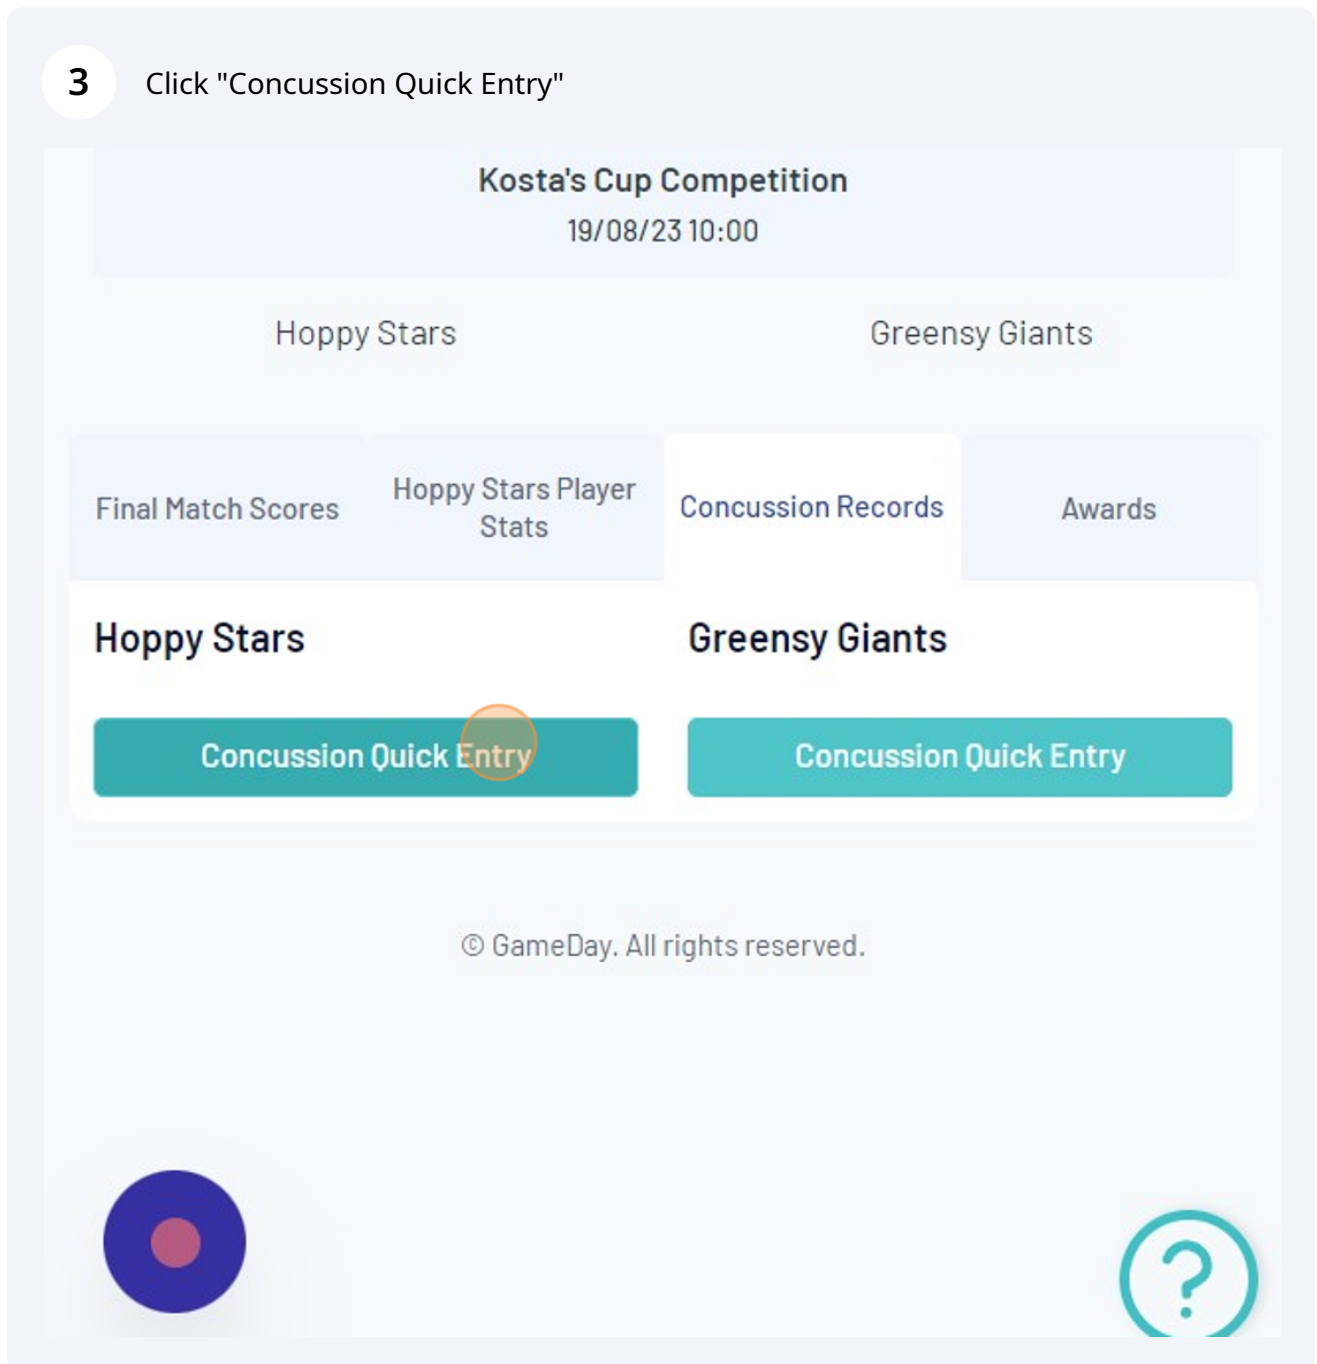 3
Click "Concussion Quick Entry"
Kosta's Cup Competition
19/08/23 10:00
Hoppy Stars
Greensy Giants
Final Match Scores
Hoppy Stars Player
Stats
Concussion Records
Awards
Hoppy Stars
Greensy Giants
Concussion Quick Entry
Concussion Quick Entry
© GameDay. All rights reserved.
?